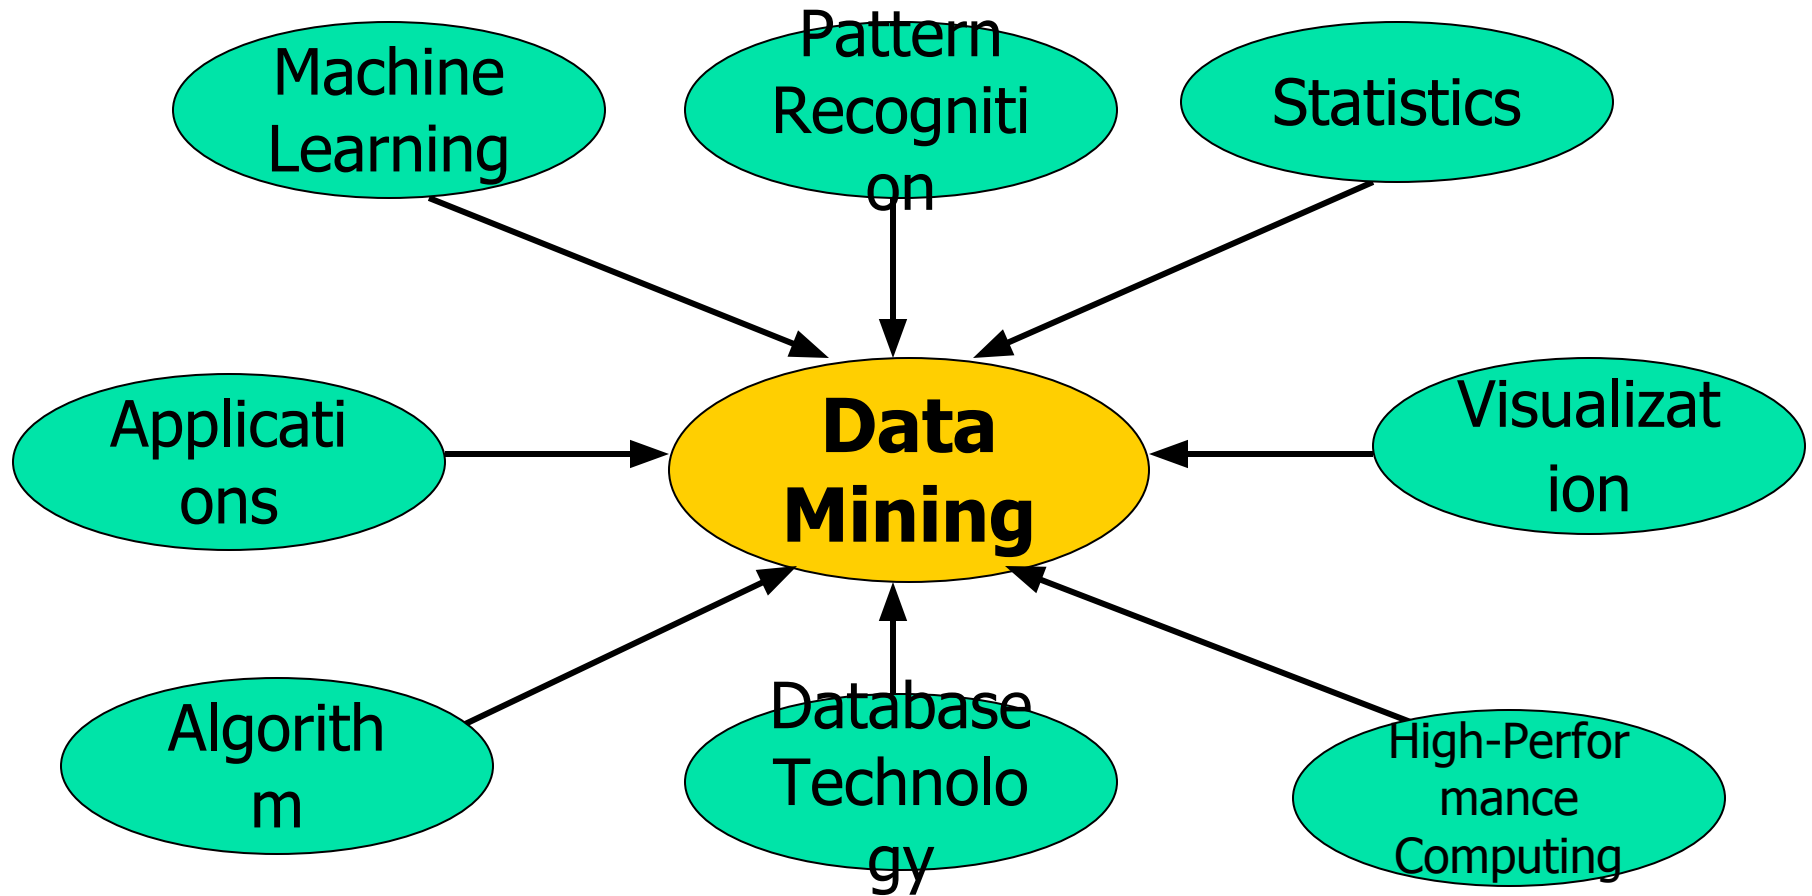 Machine
Learning
Pattern
Recogniti
on
Statistics
Applicati
ons
Data
Mining
Visualizat
ion
Algorith
m
Database
Technolo
gy
High-Perfor
mance
Computing